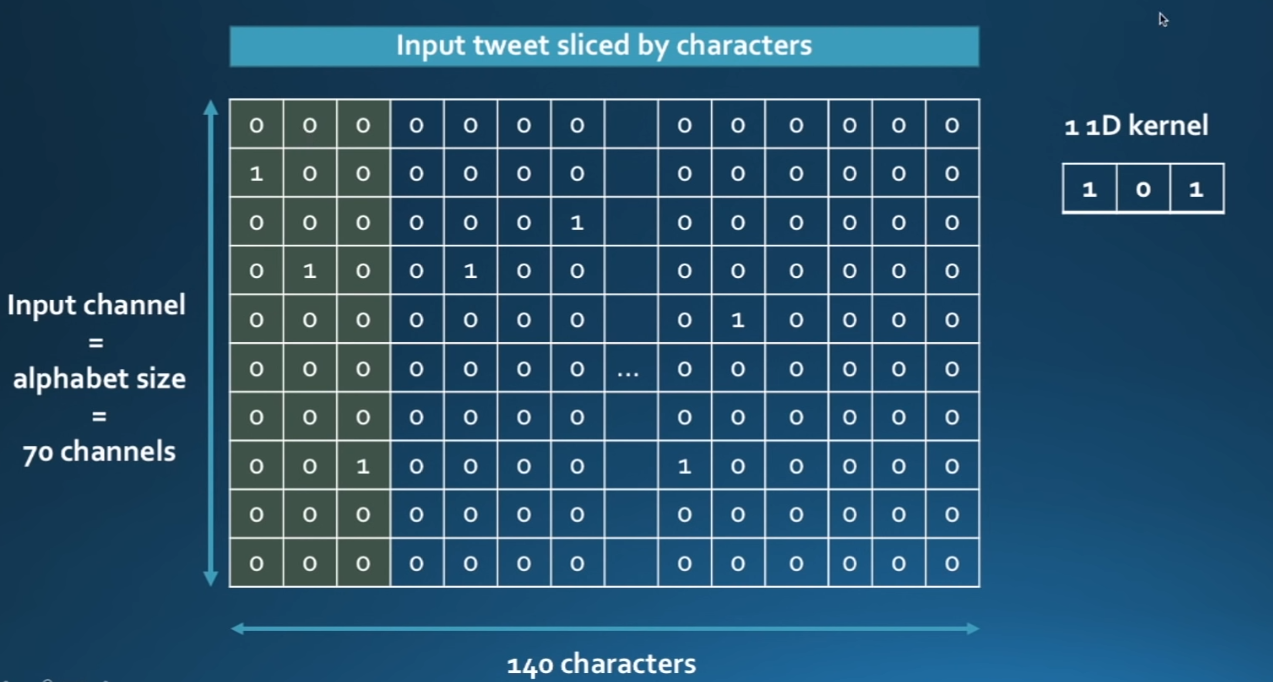 Input tweet sliced by characters
0 0 0 0 0 0 0 0 0 0 0 0 0
1 0 0 0 0 0 0 0 0 0 0 0 0
0 0 0 0 0 0 1 0 0 0 0 0 0
0 1 0 0 1 0 0 0 0 0 0 0 0
0 0 0 0 0 0 0 0 1 0 0 0 0
0 0 0 0 0 0 0 ... 0 0 0 0 0 0
0 0 0 0 0 0 0 0 0 0 0 0 0
0 0 1 0 0 0 0 1 0 0 0 0 0
0 0 0 0 0 0 0 0 0 0 0 0 0
0 0 0 0 0 0 0 0 0 0 0 0 0
Input channel
=
alphabet size
=
70 channels
140 characters
1 1D kernel
1 0 1